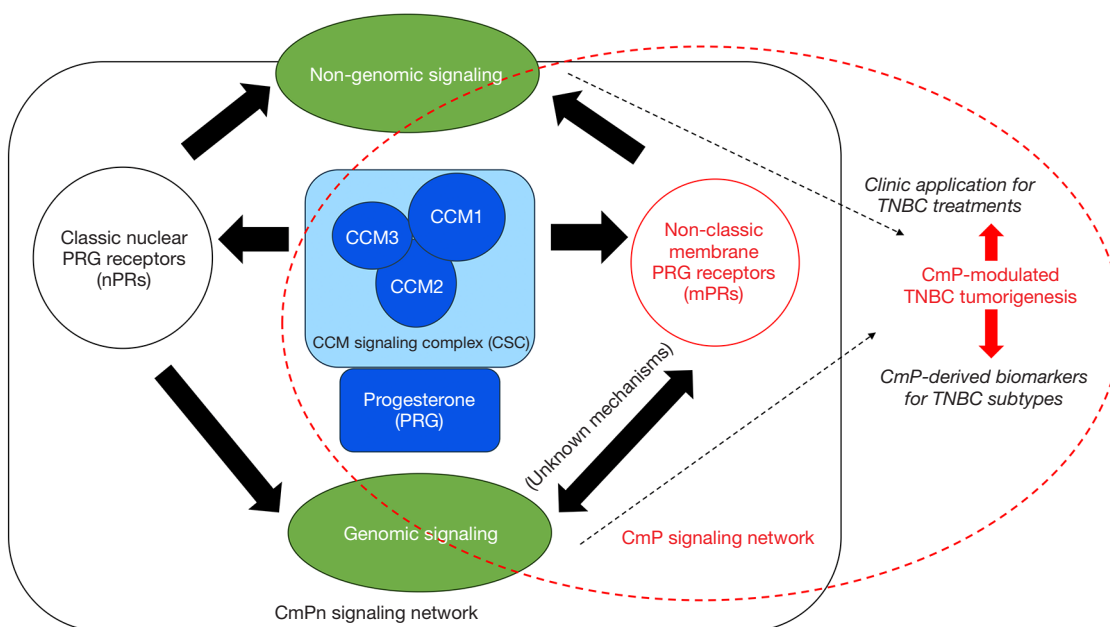 Non-genomic signaling
Classic nuclear
PRG receptors
(nPRs)
CCM1
CCM3
CCM2
CCM signaling complex (CSC)
Progesterone
(PRG)
Non-classic
membrane
PRG receptors
(mPRs)
(Unknown mechanisms)
Genomic signaling
CmP signaling network
CmPn signaling network
Clinic application for
TNBC treatments
CmP-modulated
TNBC tumorigenesis
CmP-derived biomarkers
for TNBC subtypes